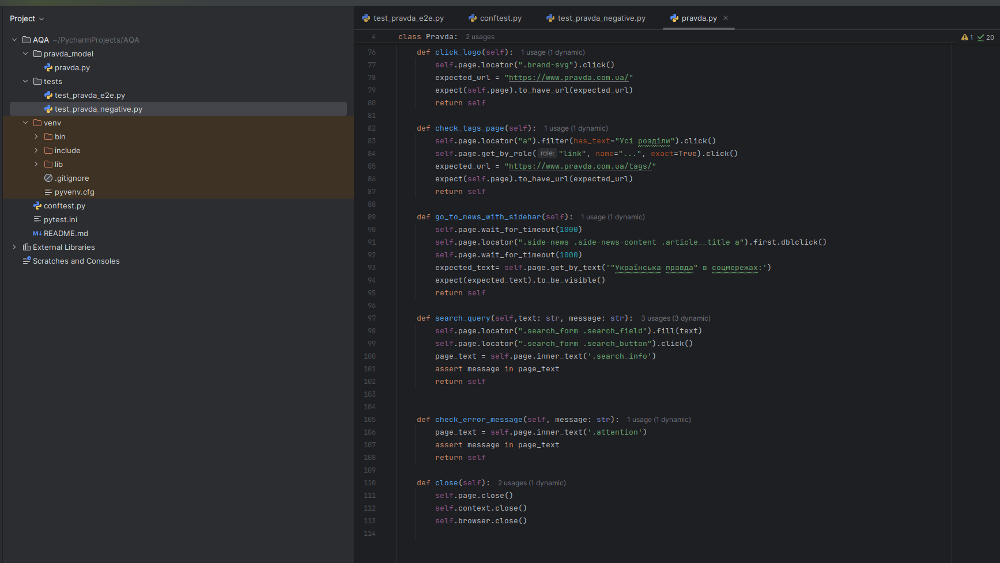 Project
AQA ~/PycharmProjects/AQA
pravda_model
pravda.py
tests
test_pravda_e2e.py
test_pravda_negative.py
venv
bin
include
lib
.gitignore
pyvenv.cfg
conftest.py
pytest.ini
M↓ README.md
External Libraries
Scratches and Consoles
test_pravda_e2e.py conftest.py test_pravda_negative.py pravda.py ×
4 class Pravda: 2 usages
1 20
76 def click_logo(self): 1 usage (1 dynamic)
77 self.page.locator(".brand-svg").click()
78 expected_url = "https://www.pravda.com.ua/"
79 expect(self.page).to_have_url(expected_url)
80 return self
81
82 def check_tags_page(self): 1 usage (1 dynamic)
83 self.page.locator("a").filter(has_text="Усі розділи").click()
84 self.page.get_by_role( role: "link", name="...", exact=True).click()
85 expected_url = "https://www.pravda.com.ua/tags/"
86 expect(self.page).to_have_url(expected_url)
87 return self
88
89 def go_to_news_with_sidebar(self): 1 usage (1 dynamic)
90 self.page.wait_for_timeout(1000)
91 self.page.locator(".side-news .side-news-content .article__title a").first.dblclick()
92 self.page.wait_for_timeout(1000)
93 expected_text= self.page.get_by_text('"Українська правда" в соцмережах:')
94 expect(expected_text).to_be_visible()
95 return self
96
97 def search_query(self,text: str, message: str): 3 usages (3 dynamic)
98 self.page.locator(".search_form .search_field").fill(text)
99 self.page.locator(".search_form .search_button").click()
100 page_text = self.page.inner_text('.search_info')
101 assert message in page_text
102 return self
103
104
105 def check_error_message(self, message: str): 1 usage (1 dynamic)
106 page_text = self.page.inner_text('.attention')
107 assert message in page_text
108 return self
109
110 def close(self): 2 usages (1 dynamic)
111 self.page.close()
112 self.context.close()
113 self.browser.close()
114